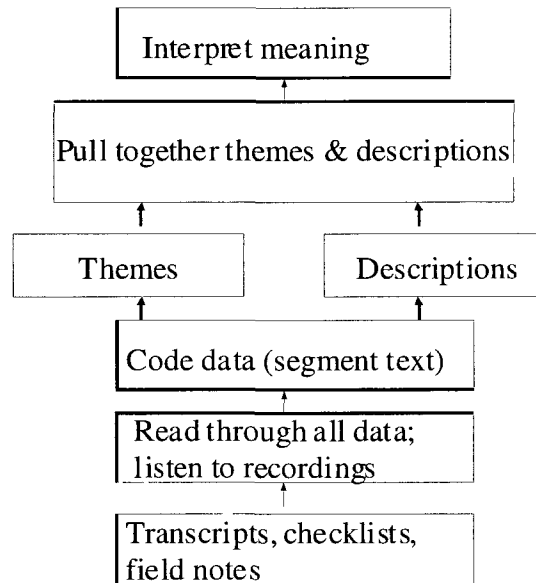 Interpret meaning
Pull together themes & descriptions
Themes
Descriptions
Code data (segment text)
Read through all data;
listen to recordings
Transcripts, checklists,
field notes